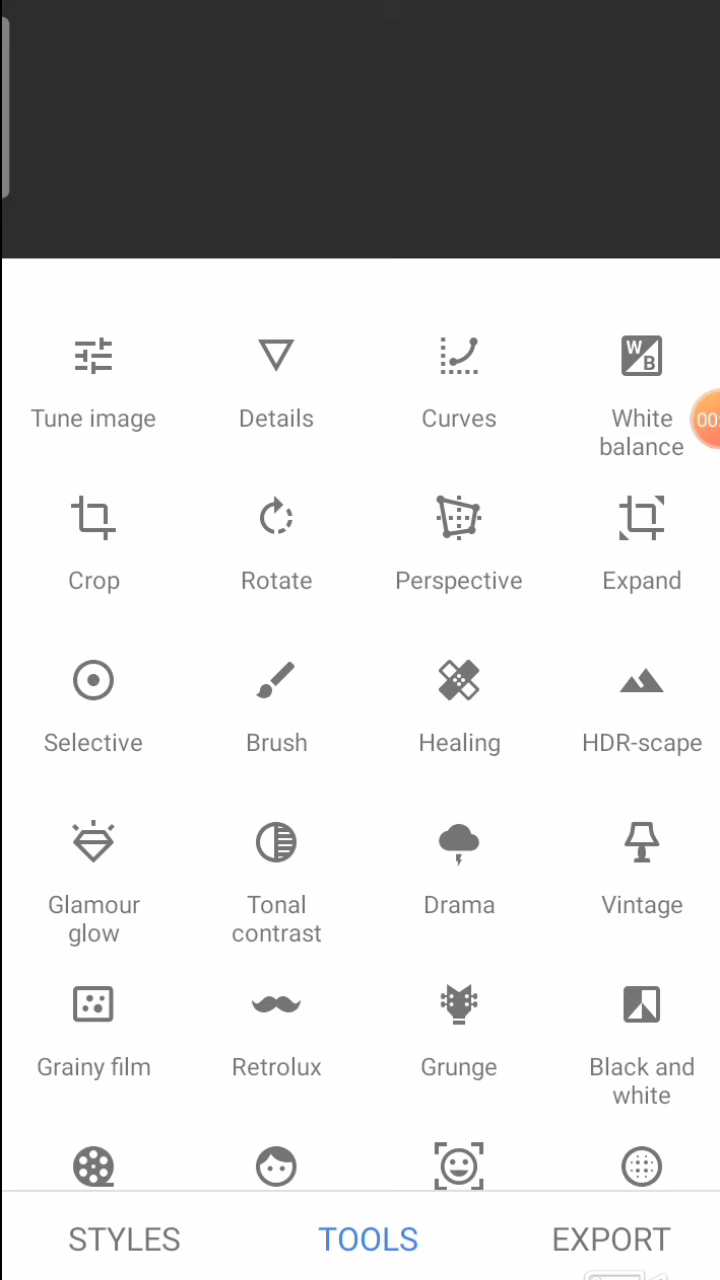 Tune image
Details
Curves
White
balance
W
B
00:
Crop
Rotate
Perspective
Expand
Selective
Brush
Healing
HDR-scape
Glamour
glow
Tonal
contrast
Drama
Vintage
Grainy film
Retrolux
Grunge
Black and
white
STYLES
TOOLS
EXPORT